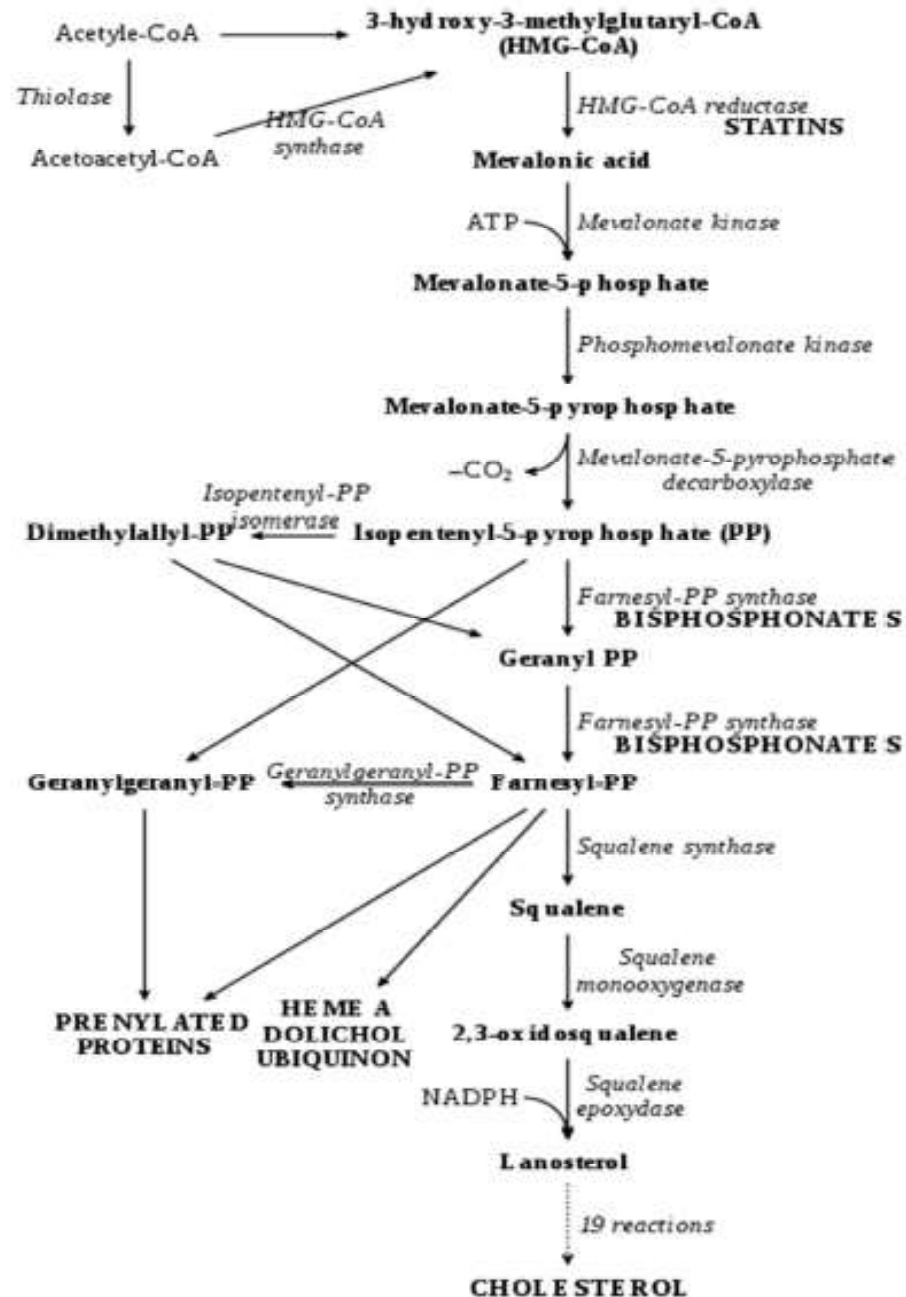 Acetyle-CoA
3-hydroxy-3-methylglutaryl-CoA
(HMG-CoA)
Thiolase
HMG-CoA
synthase
HMG-CoA reductase
STATINS
Acetoacetyl-CoA
Mevalonic acid
ATP
Mevalonate kinase
Mevalonate-5-phosphate
Phosphomevalonate kinase
Mevalonate-5-pyrophosphate
–CO₂
Mevalonate-5-pyrophosphate
decarboxylase
Isopentenyl-PP
isomerase
Dimethylallyl-PP
Isopentenyl-5-pyrophosphate (PP)
Farnesyl-PP synthase
BISPHOSPHONATES
Geranyl PP
Farnesyl-PP synthase
BISPHOSPHONATES
Geranylgeranyl-PP
Geranylgeranyl-PP
synthase
Farnesyl-PP
Squalene synthase
Squalene
Squalene
monooxygenase
PRENYLATED
PROTEINS
HEME A
DOLICHOL
UBIQUINON
2,3-oxidosqualene
NADPH
Squalene
epoxydase
Lanosterol
19 reactions
CHOLESTEROL